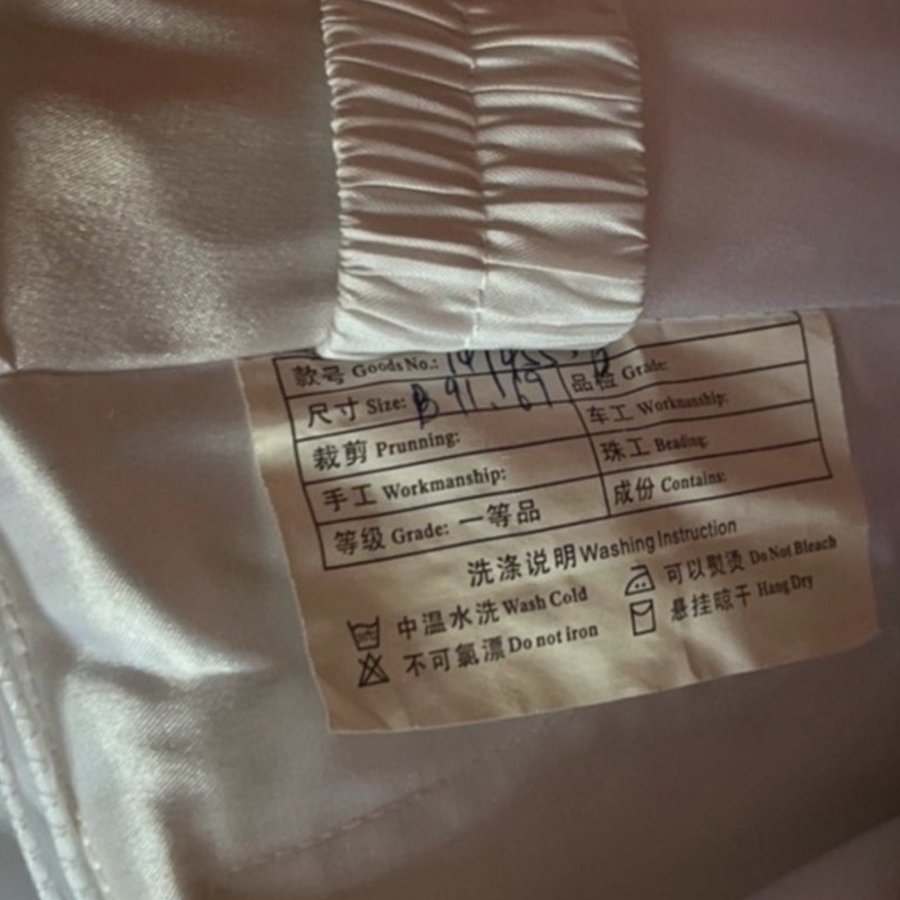 款号 Goods No.:
品检 Grade:
尺寸 Size: B 91. 69
车工 Workmanship:
裁剪 Prunning:
珠工 Beading:
手工 Workmanship:
成份 Contains:
等级 Grade: 一等品
洗涤说明 Washing Instruction
中温水洗 Wash Cold
可以熨烫 Do Not Bleach
不可氯漂 Do not iron
悬挂晾干 Hang Dry